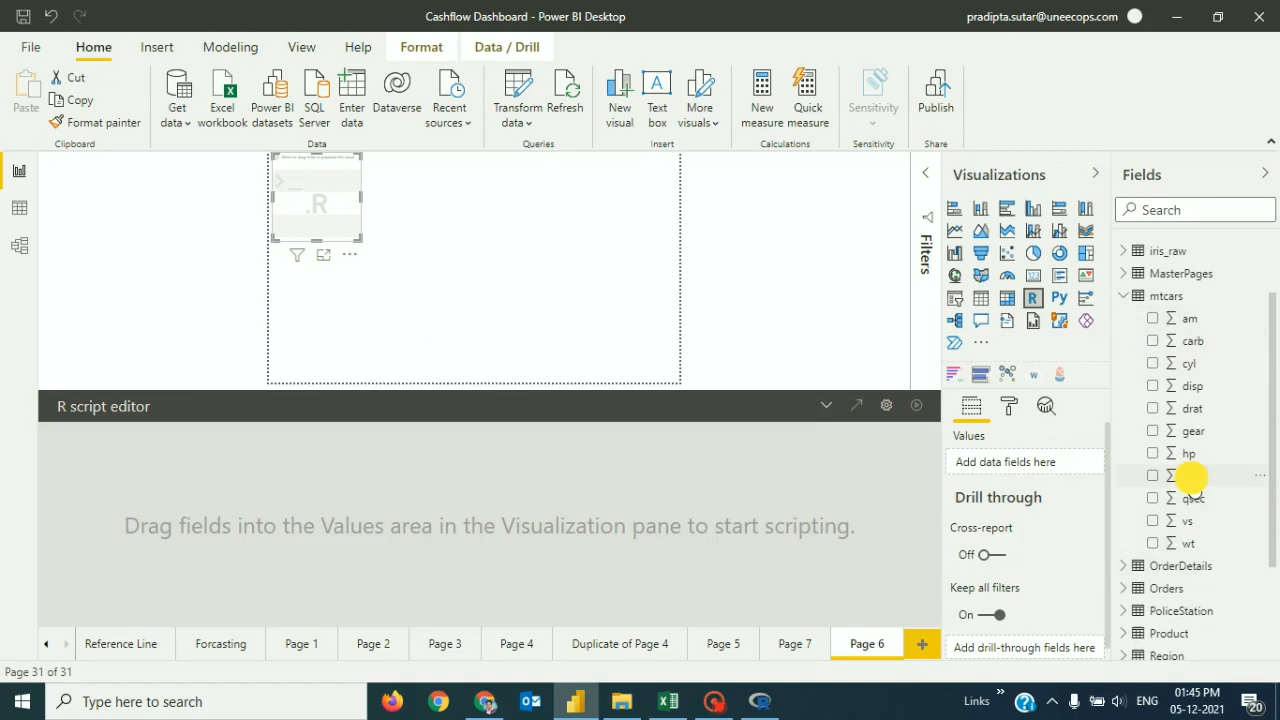 Cashflow Dashboard - Power BI Desktop
pradipta.sutar@uneecops.com
File Home Insert Modeling View Help Format Data / Drill
Paste
Cut
Copy
Format painter
Get data
Excel workbook
Power BI datasets
SQL Server
Enter data
Dataverse
Recent sources
Transform data
Refresh
New visual
Text box
More visuals
New measure
Quick measure
Sensitivity
Publish
Clipboard
Data
Queries
Insert
Calculations
Sensitivity
Share
.R
Filters
Visualizations
R
Py
Values
Add data fields here
Drill through
Cross-report
Off
Keep all filters
On
Add drill-through fields here
Fields
Search
iris_raw
MasterPages
mtcars
am
carb
cyl
disp
drat
gear
hp
qsec
vs
wt
OrderDetails
Orders
PoliceStation
Product
Region
R script editor
Drag fields into the Values area in the Visualization pane to start scripting.
Reference Line Forcasting Page 1 Page 2 Page 3 Page 4 Duplicate of Page 4 Page 5 Page 7 Page 6
Page 31 of 31
Type here to search
Links
ENG
01:45 PM
05-12-2021
20